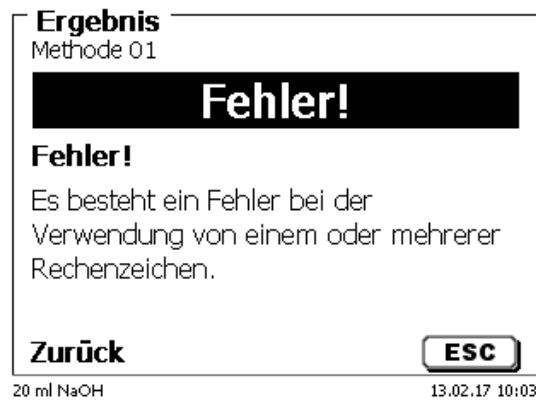 Ergebnis
Methode 01
Fehler!
Fehler!
Es besteht ein Fehler bei der
Verwendung von einem oder mehrerer
Rechenzeichen.
Zurück ESC
20 ml NaOH 13.02.17 10:03